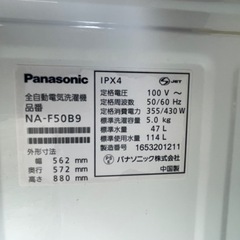 Panasonic
全自動電気洗濯機
品番
NA-F50B9
外形寸法
幅 562 mm
奥行 572 mm
高さ 880 mm
IPX4
JET
定格電圧 100 V～
定格周波数 50/60 Hz
定格消費電力 355/430 W
標準洗濯容量 5.0 kg
標準水量 47 L
標準使用水量 114 L
製造番号 1653201211
パナソニック株式会社
中国製